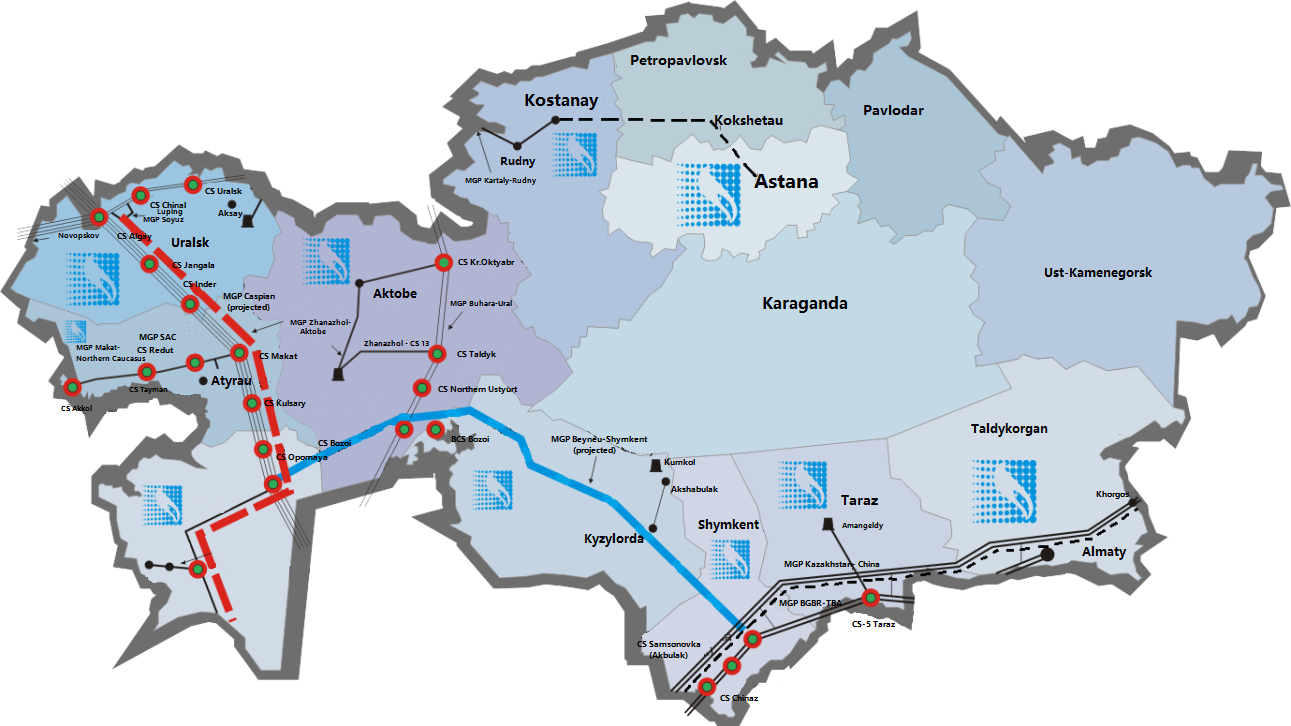 Petropavlovsk
Kostanay
Kokshetau
Pavlodar
Rudny
MGP Kartaly-Rudny
Astana
CS Uralsk
CS Chinal
Luping
MGP Soyuz
Aksay
Novopskov
CS Algay
Uralsk
CS Jangala
CS Inder
MGP Caspian
(projected)
CS Kr.Oktyabr
Aktobe
MGP Buhara-Ural
MGP Zhanazhol-
Aktobe
Zhanazhol - CS 13
CS Taldyk
Karaganda
Ust-Kamenegorsk
MGP SAC
MGP Makat-
Northern Caucasus
CS Redut
CS Makat
CS Tayman
Atyrau
CS Akkol
CS Kulsary
CS Northern Ustyurt
CS Bozoi
BCS Bozoi
CS Opornaya
MGP Beyneu-Shymkent
(projected)
Kumkol
Akshabulak
Kyzylorda
Shymkent
Taraz
Amangeldy
Taldykorgan
Khorgos
Almaty
MGP Kazakhstan- China
MGP BGBR-TBA
CS-5 Taraz
CS Samsonovka
(Akbulak)
CS Chinaz